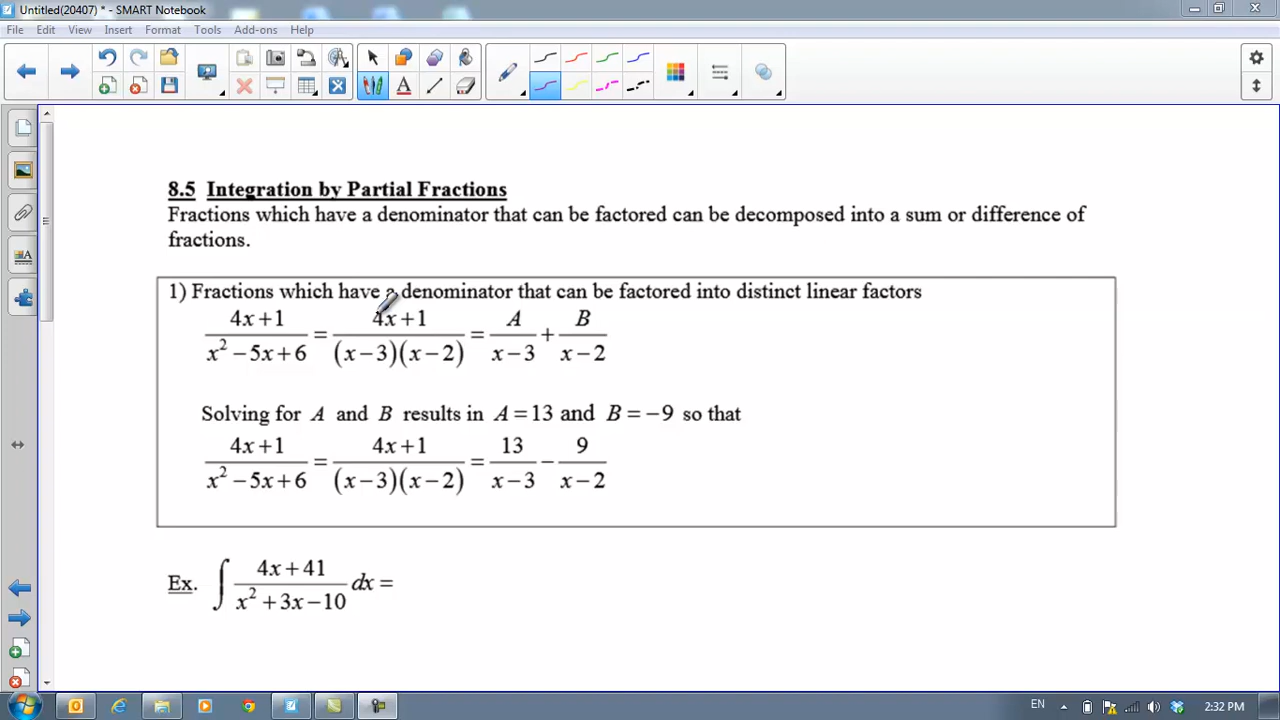 Untitled(20407) * - SMART Notebook
File Edit View Insert Format Tools Add-ons Help
8.5 Integration by Partial Fractions
Fractions which have a denominator that can be factored can be decomposed into a sum or difference of
fractions.
1) Fractions which have a denominator that can be factored into distinct linear factors
4x+1 / x² − 5x + 6 = 4x+1 / (x−3)(x−2) = A / x−3 + B / x−2
Solving for A and B results in A = 13 and B = −9 so that
4x+1 / x² − 5x + 6 = 4x+1 / (x−3)(x−2) = 13 / x−3 − 9 / x−2
Ex. ∫ 4x+41 / x² + 3x − 10 dx =
EN 2:32 PM